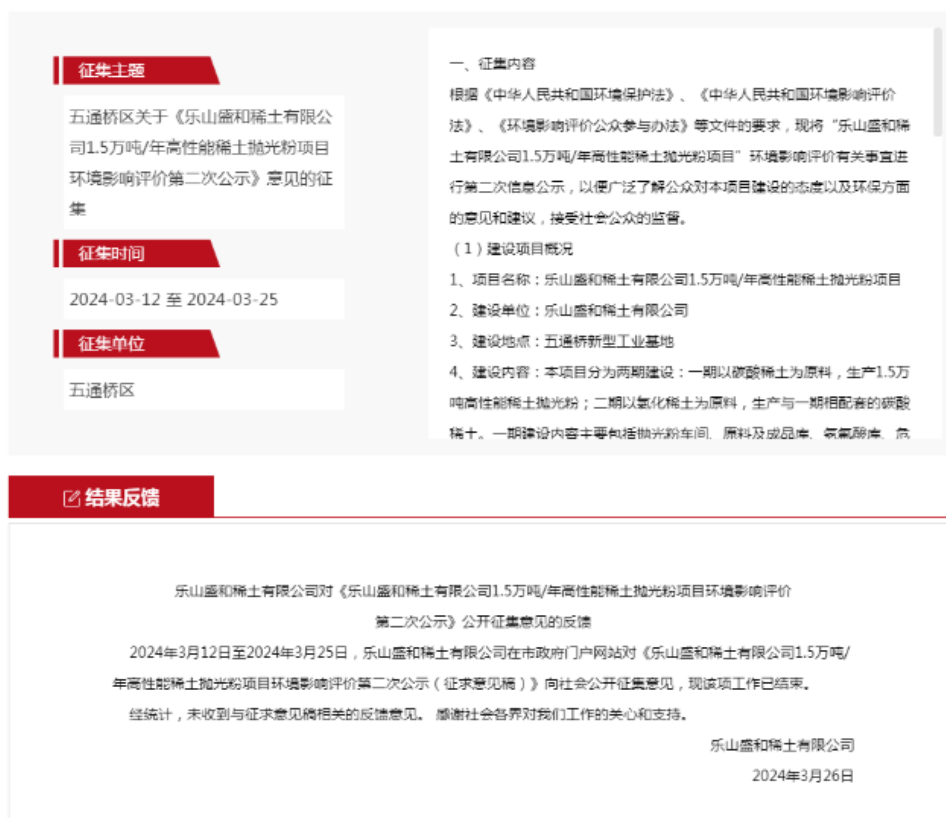 征集主题
五通桥区关于《乐山盛和稀土有限公
司1.5万吨/年高性能稀土抛光粉项目
环境影响评价第二次公示》意见的征
集
征集时间
2024-03-12 至 2024-03-25
征集单位
五通桥区
一、征集内容
根据《中华人民共和国环境保护法》、《中华人民共和国环境影响评价
法》、《环境影响评价公众参与办法》等文件的要求，现将“乐山盛和稀
土有限公司1.5万吨/年高性能稀土抛光粉项目”环境影响评价有关事宜进
行第二次信息公示，以便广泛了解公众对本项目建设的态度以及环保方面
的意见和建议，接受社会公众的监督。
（1）建设项目概况
1、项目名称：乐山盛和稀土有限公司1.5万吨/年高性能稀土抛光粉项目
2、建设单位：乐山盛和稀土有限公司
3、建设地点：五通桥新型工业基地
4、建设内容：本项目分为两期建设：一期以碳酸稀土为原料，生产1.5万
吨高性能稀土抛光粉；二期以氯化稀土为原料，生产与一期相配套的碳酸
稀土。一期建设内容主要包括抛光粉车间、原料及成品库、氢氟酸库、危
结果反馈
乐山盛和稀土有限公司对《乐山盛和稀土有限公司1.5万吨/年高性能稀土抛光粉项目环境影响评价
第二次公示》公开征集意见的反馈
2024年3月12日至2024年3月25日，乐山盛和稀土有限公司在市政府门户网站对《乐山盛和稀土有限公司1.5万吨/
年高性能稀土抛光粉项目环境影响评价第二次公示（征求意见稿）》向社会公开征集意见，现该项工作已结束。
经统计，未收到与征求意见稿相关的反馈意见。 感谢社会各界对我们工作的关心和支持。
乐山盛和稀土有限公司
2024年3月26日